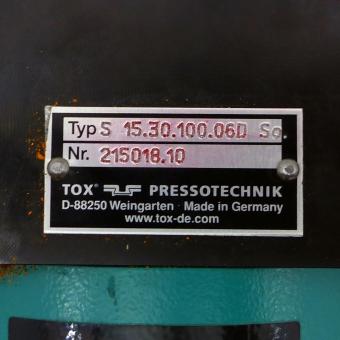 Typ S 15.30.100.06D So.
Nr. 215018.10
TOX® PRESSOTECHNIK
D-88250 Weingarten Made in Germany
www.tox-de.com